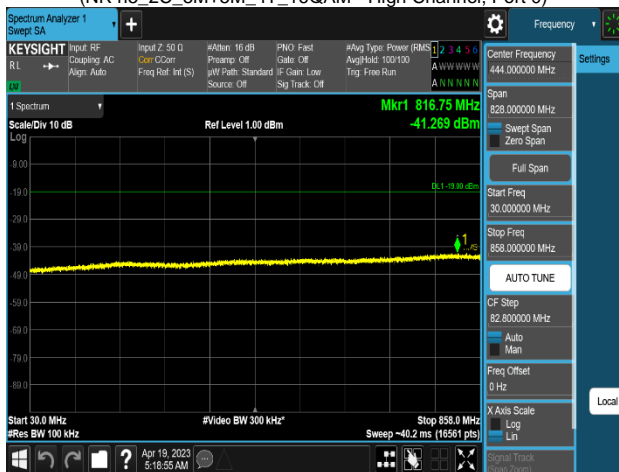 Spectrum Analyzer 1
Swept SA
+
Frequency
KEYSIGHT
RL
Input: RF
Coupling: AC
Align: Auto
Input Z: 50 Ω
Corr CCorr
Freq Ref: Int (S)
#Atten: 16 dB
Preamp: Off
µW Path: Standard
Source: Off
PNO: Fast
Gate: Off
IF Gain: Low
Sig Track: Off
#Avg Type: Power (RMS
Avg|Hold: 100/100
Trig: Free Run
1 2 3 4 5 6
A W W W W W
A N N N N N
1 Spectrum
Scale/Div 10 dB
Log
Ref Level 1.00 dBm
Mkr1 816.75 MHz
-41.269 dBm
-9.00
-19.0
-29.0
-39.0
-49.0
-59.0
-69.0
-79.0
-89.0
DL1 -19.00 dBm
1
Start 30.0 MHz
#Res BW 100 kHz
#Video BW 300 kHz*
Stop 858.0 MHz
Sweep ~40.2 ms (16561 pts)
Center Frequency
444.000000 MHz
Settings
Span
828.000000 MHz
Swept Span
Zero Span
Full Span
Start Freq
30.000000 MHz
Stop Freq
858.000000 MHz
AUTO TUNE
CF Step
82.800000 MHz
Auto
Man
Freq Offset
0 Hz
X Axis Scale
Log
Lin
Local
Signal Track
(Span Zoom)
?
Apr 19, 2023
5:18:55 AM